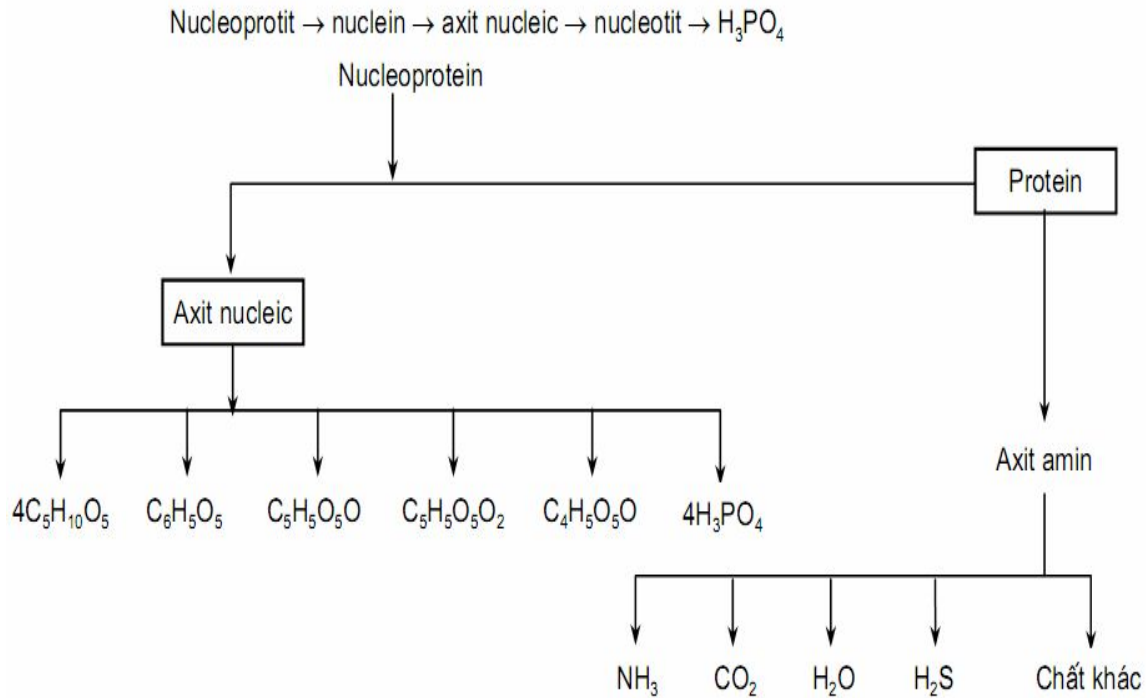 Nucleoprotit → nuclein → axit nucleic → nucleotit → H₃PO₄
Nucleoprotein
Protein
Axit nucleic
Axit amin
4C₅H₁₀O₅ C₆H₅O₅ C₅H₅O₅O C₅H₅O₅O₂ C₄H₅O₅O 4H₃PO₄
NH₃ CO₂ H₂O H₂S Chất khác